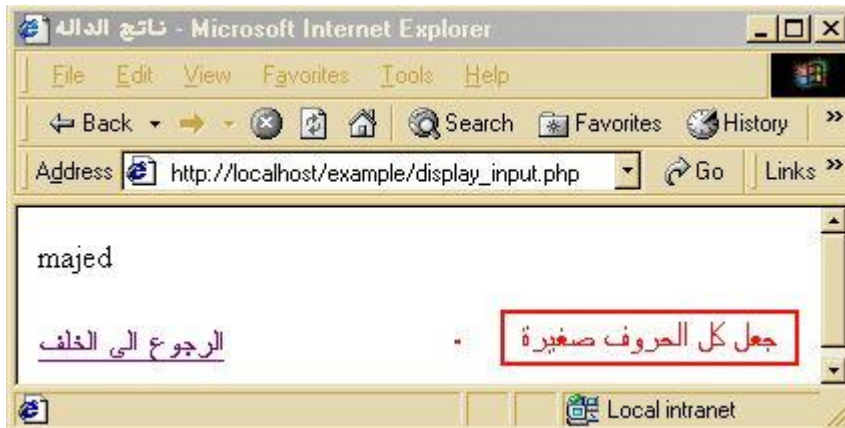 ناتج الداله - Microsoft Internet Explorer
File Edit View Favorites Tools Help
Back Search Favorites History »
Address http://localhost/example/display_input.php Go Links »
majed
جعل كل الحروف صغيرة
الرجوع الى الخلف
Local intranet